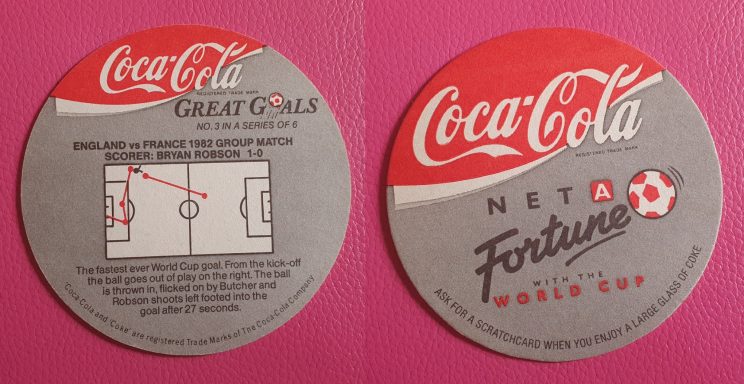 Coca-Cola
REGISTERED TRADE MARK
GREAT GOALS
NO. 3 IN A SERIES OF 6
ENGLAND vs FRANCE 1982 GROUP MATCH
SCORER: BRYAN ROBSON 1-0
The fastest ever World Cup goal. From the kick-off
the ball goes out of play on the right. The ball
is thrown in, flicked on by Butcher and
Robson shoots left footed into the
goal after 27 seconds.
'Coca-Cola and 'Coke' are registered Trade Marks of The Coca-Cola Company
Coca-Cola
REGISTERED TRADE MARK
NET A
Fortune
WITH THE
WORLD CUP
ASK FOR A SCRATCHCARD WHEN YOU ENJOY A LARGE GLASS OF COKE